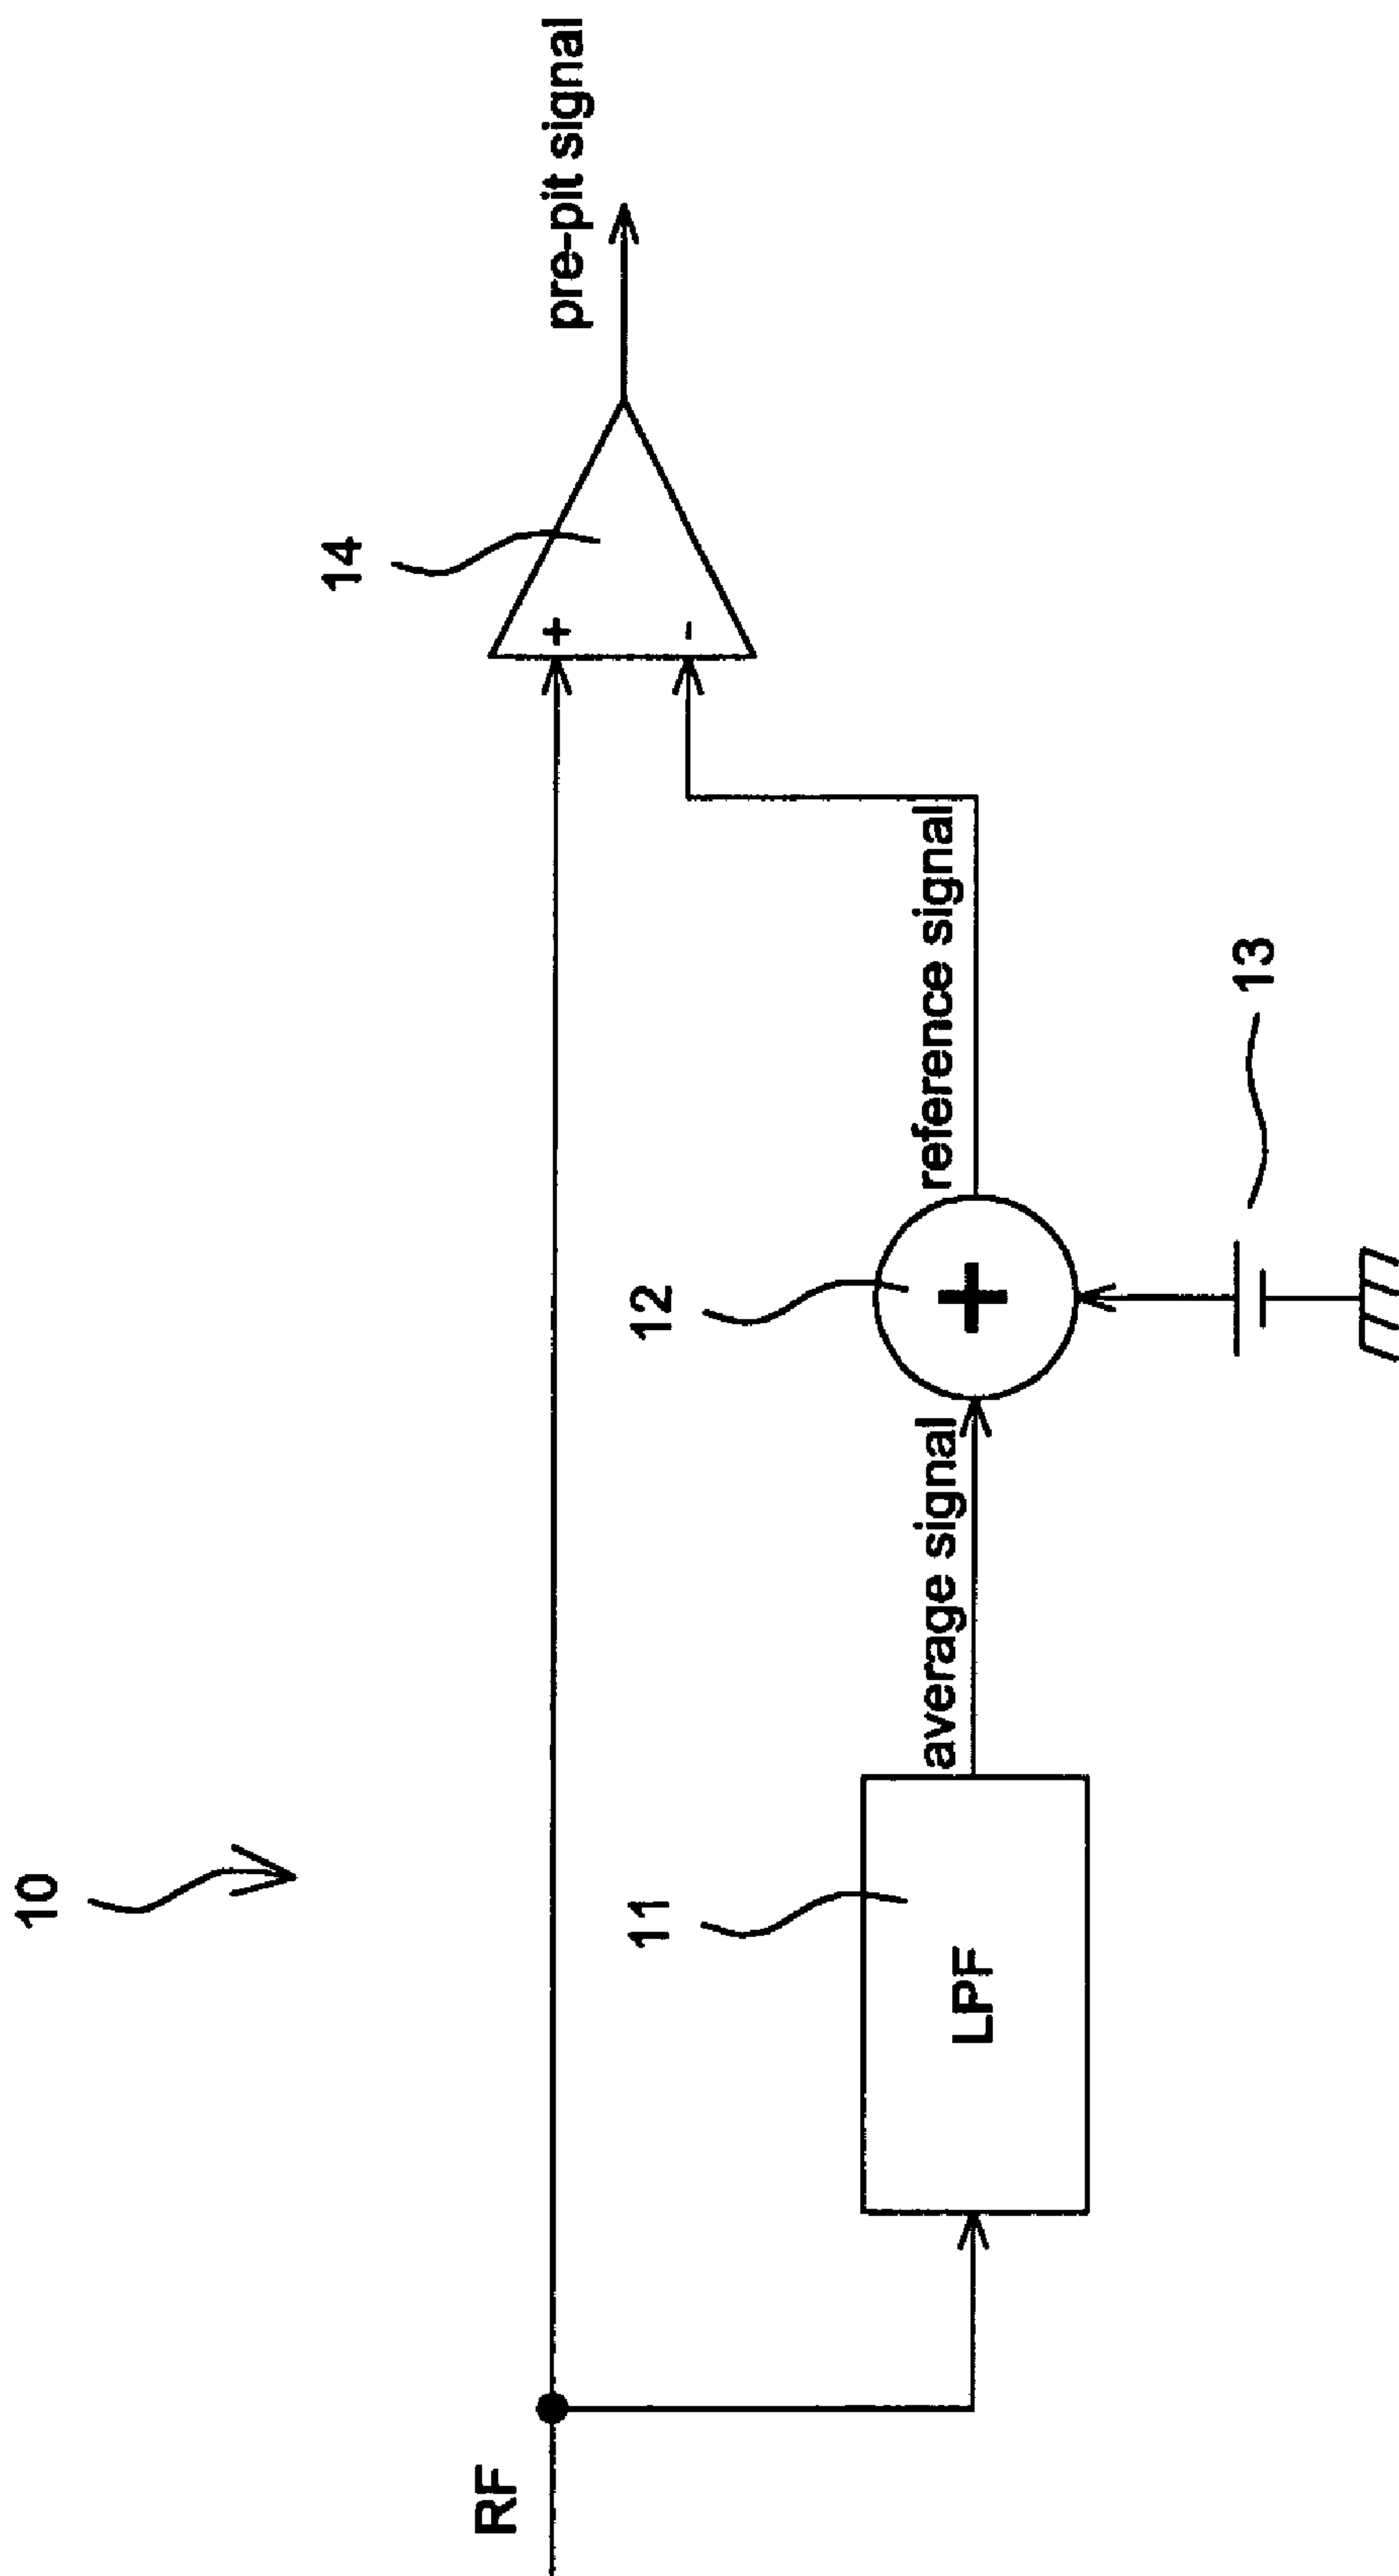 10
RF
14
+
-
pre-pit signal
11
LPF
average signal
12
+
reference signal
13